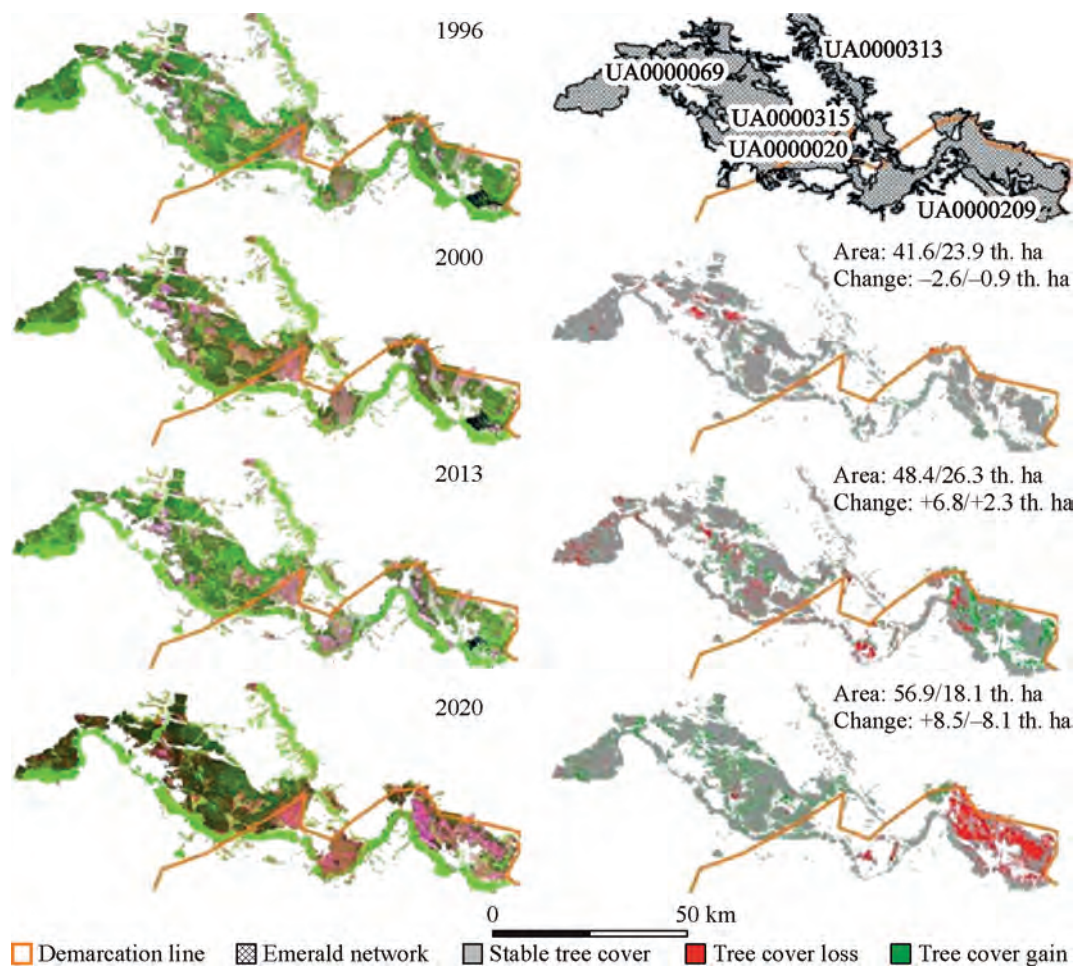 1996
UA0000313
UA0000069
UA0000315
UA0000020
UA0000209
2000
Area: 41.6/23.9 th. ha
Change: –2.6/–0.9 th. ha
2013
Area: 48.4/26.3 th. ha
Change: +6.8/+2.3 th. ha
2020
Area: 56.9/18.1 th. ha
Change: +8.5/–8.1 th. ha
0 50 km
Demarcation line Emerald network Stable tree cover Tree cover loss Tree cover gain